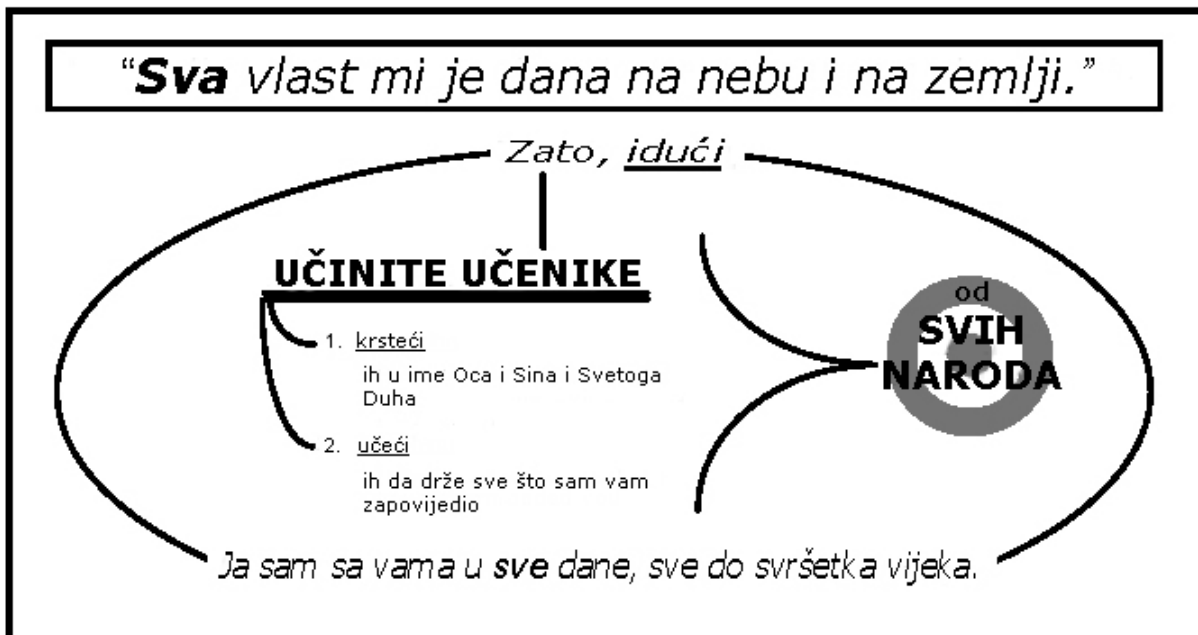 “Sva vlast mi je dana na nebu i na zemlji.”
Zato, idući
UČINITE UČENIKE
1. krsteći
ih u ime Oca i Sina i Svetoga
Duha
2. učeći
ih da drže sve što sam vam
zapovijedio
od
SVIH
NARODA
Ja sam sa vama u sve dane, sve do svršetka vijeka.